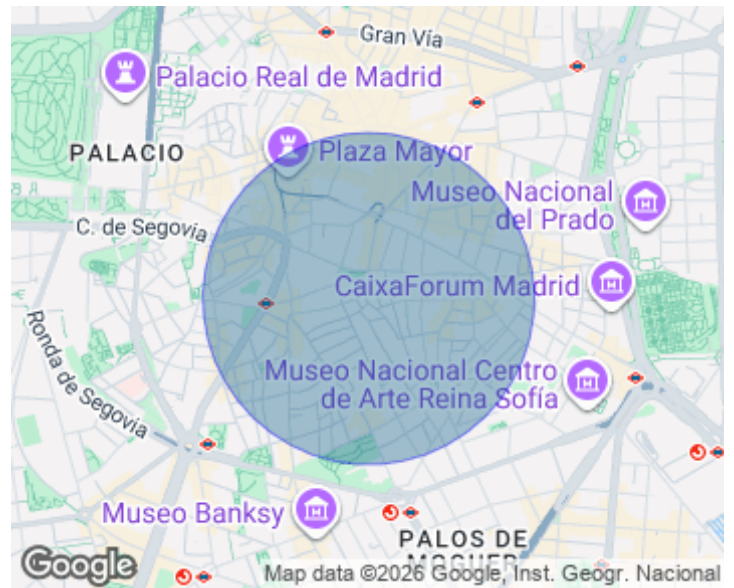 Gran Vía
Palacio Real de Madrid
PALACIO
Plaza Mayor
Museo Nacional
del Prado
C. de Segovia
CaixaForum Madrid
Ronda de Segovia
Museo Nacional Centro
de Arte Reina Sofía
Museo Banksy
PALOS DE
MOGUER
Google
Map data ©2026 Google, Inst. Geogr. Nacional